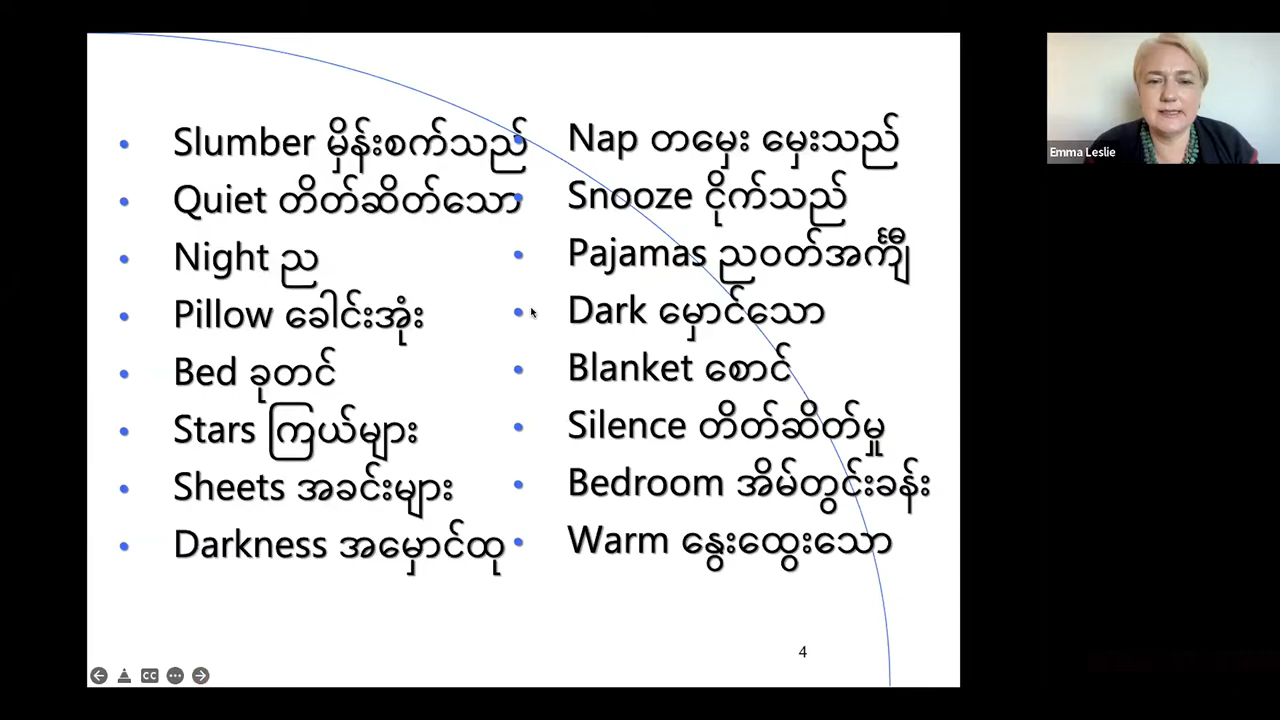 Slumber မှိန်းစက်သည်
Quiet တိတ်ဆိတ်သော
Night ည
Pillow ခေါင်းအုံး
Bed ခုတင်
Stars ကြယ်များ
Sheets အခင်းများ
Darkness အမှောင်ထု
Nap တမှေး မှေးသည်
Snooze ငိုက်သည်
Pajamas ညဝတ်အင်္ကျီ
Dark မှောင်သော
Blanket စောင်
Silence တိတ်ဆိတ်မှု
Bedroom အိမ်တွင်းခန်း
Warm နွေးထွေးသော
4
CC
Emma Leslie